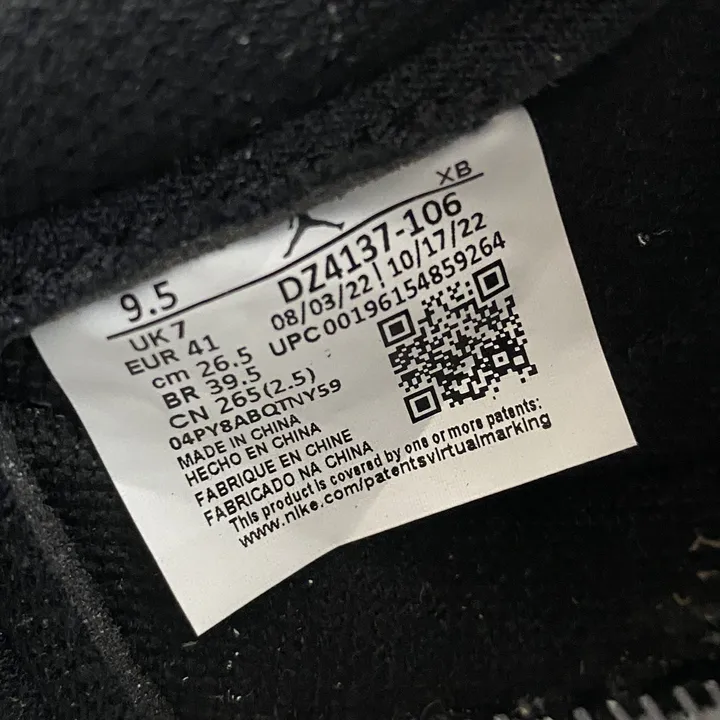 XB
9.5
DZ4137-106
UK 7
08/03/22 | 10/17/22
EUR 41
UPC 00196154859264
cm 26.5
BR 39.5
CN 265(2.5)
04PY8ABQTNY59
MADE IN CHINA
HECHO EN CHINA
FABRIQUE EN CHINE
FABRICADO NA CHINA
This product is covered by one or more patents:
www.nike.com/patentsvirtualmarking